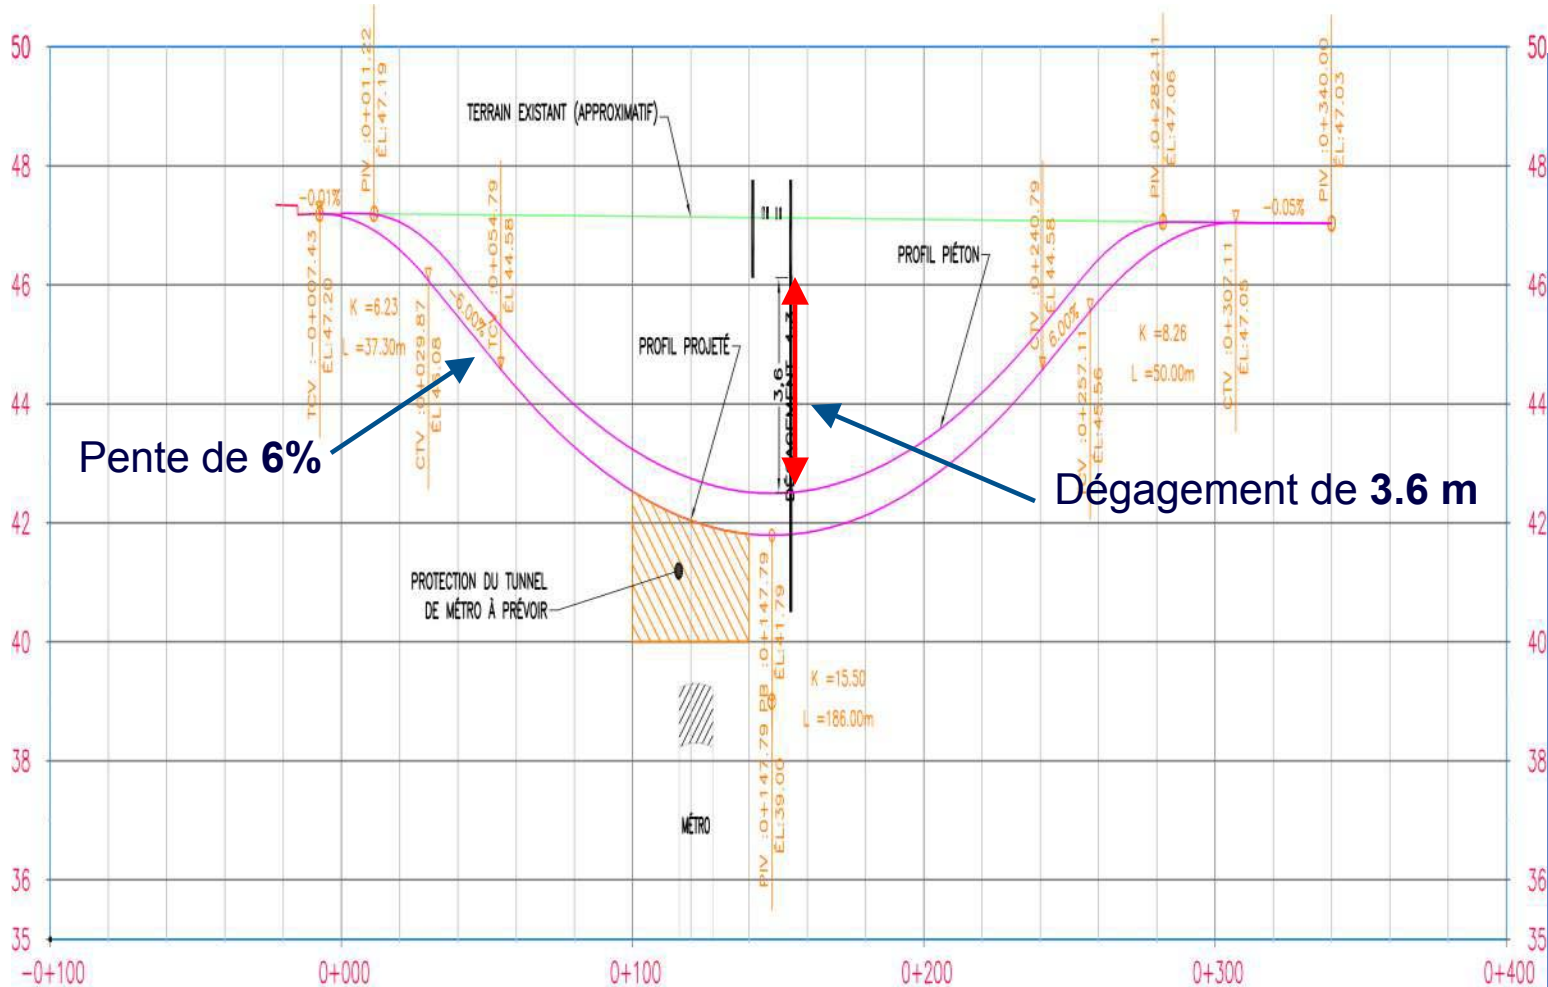 50
50
PIV :0+011.22
ÉL:47.19
PIV :0+282.11
ÉL:47.06
PIV :0+340.00
ÉL:47.03
TERRAIN EXISTANT (APPROXIMATIF)
48
48
-0.01%
-0.05%
TCV :-0+007.43
ÉL:47.20
TCV :0+054.79
ÉL:44.58
CTV :0+240.79
ÉL:44.58
PROFIL PIÉTON
46
46
K =6.23
L =37.30m
-6.00%
CTV :0+029.87
PROFIL PROJETÉ
3,6
6.00%
K =8.26
L =50.00m
:0+257.11
ÉL:45.56
CTV :0+307.11
ÉL:47.05
44
44
Pente de 6%
Dégagement de 3.6 m
42
42
PROTECTION DU TUNNEL
DE MÉTRO À PRÉVOIR
PIV :0+147.79 PB :0+147.79
ÉL:39.00
ÉL:41.79
40
40
K =15.50
L =186.00m
38
38
MÉTRO
36
36
35
35
-0+100
0+000
0+100
0+200
0+300
0+400